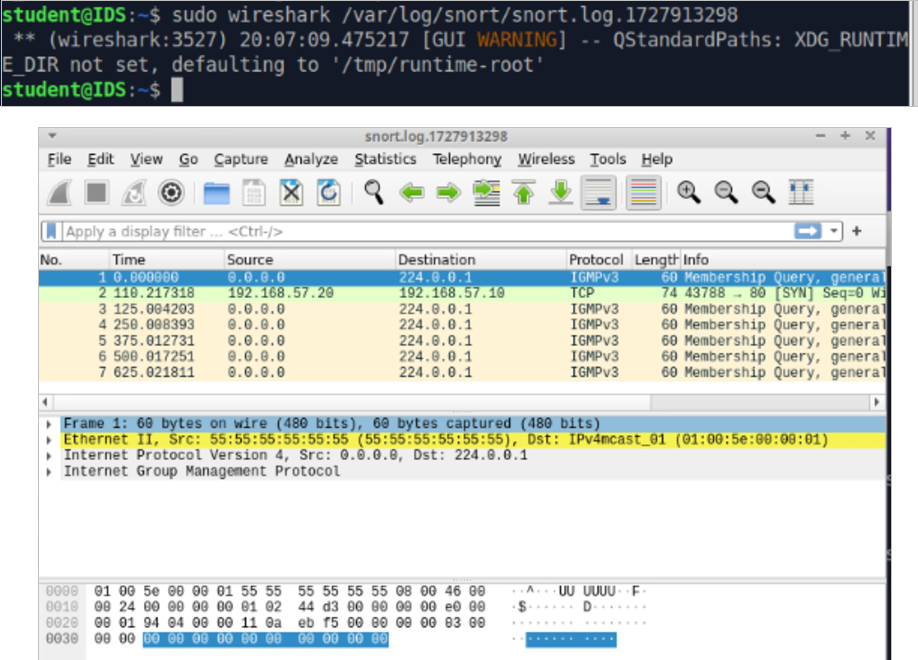 student@IDS:~$ sudo wireshark /var/log/snort/snort.log.1727913298
** (wireshark:3527) 20:07:09.475217 [GUI WARNING] -- QStandardPaths: XDG_RUNTIM
E_DIR not set, defaulting to '/tmp/runtime-root'
student@IDS:~$
snort.log.1727913298
File Edit View Go Capture Analyze Statistics Telephony Wireless Tools Help
Apply a display filter ... <Ctrl-/>
No. Time Source Destination Protocol Length Info
1 0.000000 0.0.0.0 224.0.0.1 IGMPv3 60 Membership Query, general
2 110.217318 192.168.57.20 192.168.57.10 TCP 74 43788 → 80 [SYN] Seq=0 Wi
3 125.004203 0.0.0.0 224.0.0.1 IGMPv3 60 Membership Query, general
4 250.008393 0.0.0.0 224.0.0.1 IGMPv3 60 Membership Query, general
5 375.012731 0.0.0.0 224.0.0.1 IGMPv3 60 Membership Query, general
6 500.017251 0.0.0.0 224.0.0.1 IGMPv3 60 Membership Query, general
7 625.021811 0.0.0.0 224.0.0.1 IGMPv3 60 Membership Query, general
Frame 1: 60 bytes on wire (480 bits), 60 bytes captured (480 bits)
Ethernet II, Src: 55:55:55:55:55:55 (55:55:55:55:55:55), Dst: IPv4mcast_01 (01:00:5e:00:00:01)
Internet Protocol Version 4, Src: 0.0.0.0, Dst: 224.0.0.1
Internet Group Management Protocol
0000 01 00 5e 00 00 01 55 55 55 55 55 55 08 00 46 00 ··^···UU UUUU··F·
0010 00 24 00 00 00 00 01 02 44 d3 00 00 00 00 e0 00 ·$······ D·······
0020 00 01 94 04 00 00 11 0a eb f5 00 00 00 00 03 00 ········ ········
0030 00 00 00 00 00 00 00 00 00 00 00 00 ········ ····